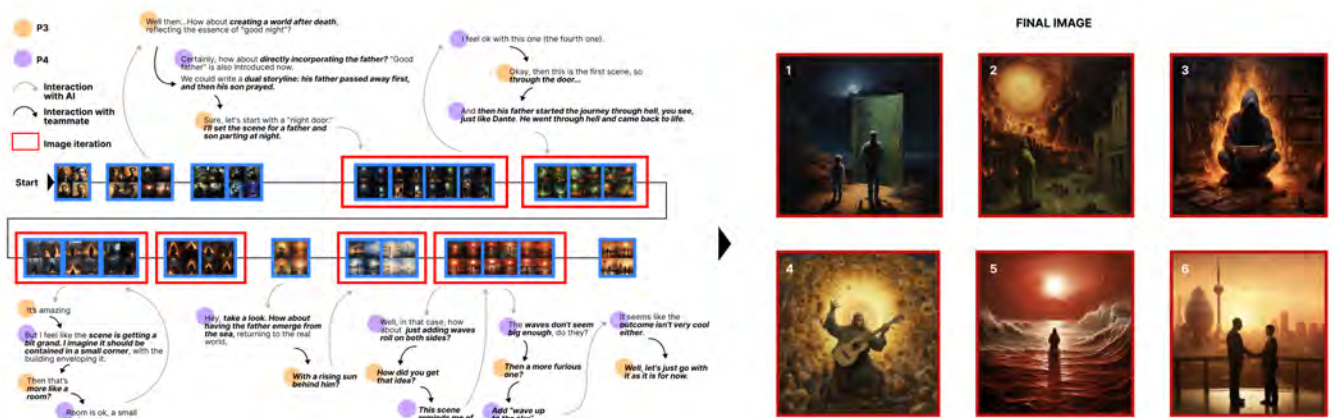 P3
P4
Interaction
with AI
Interaction with
teammate
Image iteration
Well then...How about creating a world after death,
reflecting the essence of "good night"?
Certainly, how about directly incorporating the father? "Good
father" is also introduced now.
We could write a dual storyline: his father passed away first,
and then his son prayed.
Sure, let's start with a "night door."
I'll set the scene for a father and
son parting at night.
I feel ok with this one (the fourth one).
Okay, then this is the first scene, so
through the door...
And then his father started the journey through hell, you see,
just like Dante. He went through hell and came back to life.
Start
It's amazing
But I feel like the scene is getting a
bit grand. I imagine it should be
contained in a small corner, with the
building enveloping it.
Then that's
more like a
room?
Room is ok, a small
Hey, take a look. How about
having the father emerge from
the sea, returning to the real
world.
With a rising sun
behind him?
Well, in that case, how
about just adding waves
roll on both sides?
How did you get
that idea?
This scene
reminds me of
The waves don't seem
big enough, do they?
Then a more furious
one?
Add "wave up
to the sky"
It seems like the
outcome isn't very cool
either.
Well, let's just go with
it as it is for now.
FINAL IMAGE
1
2
3
4
5
6